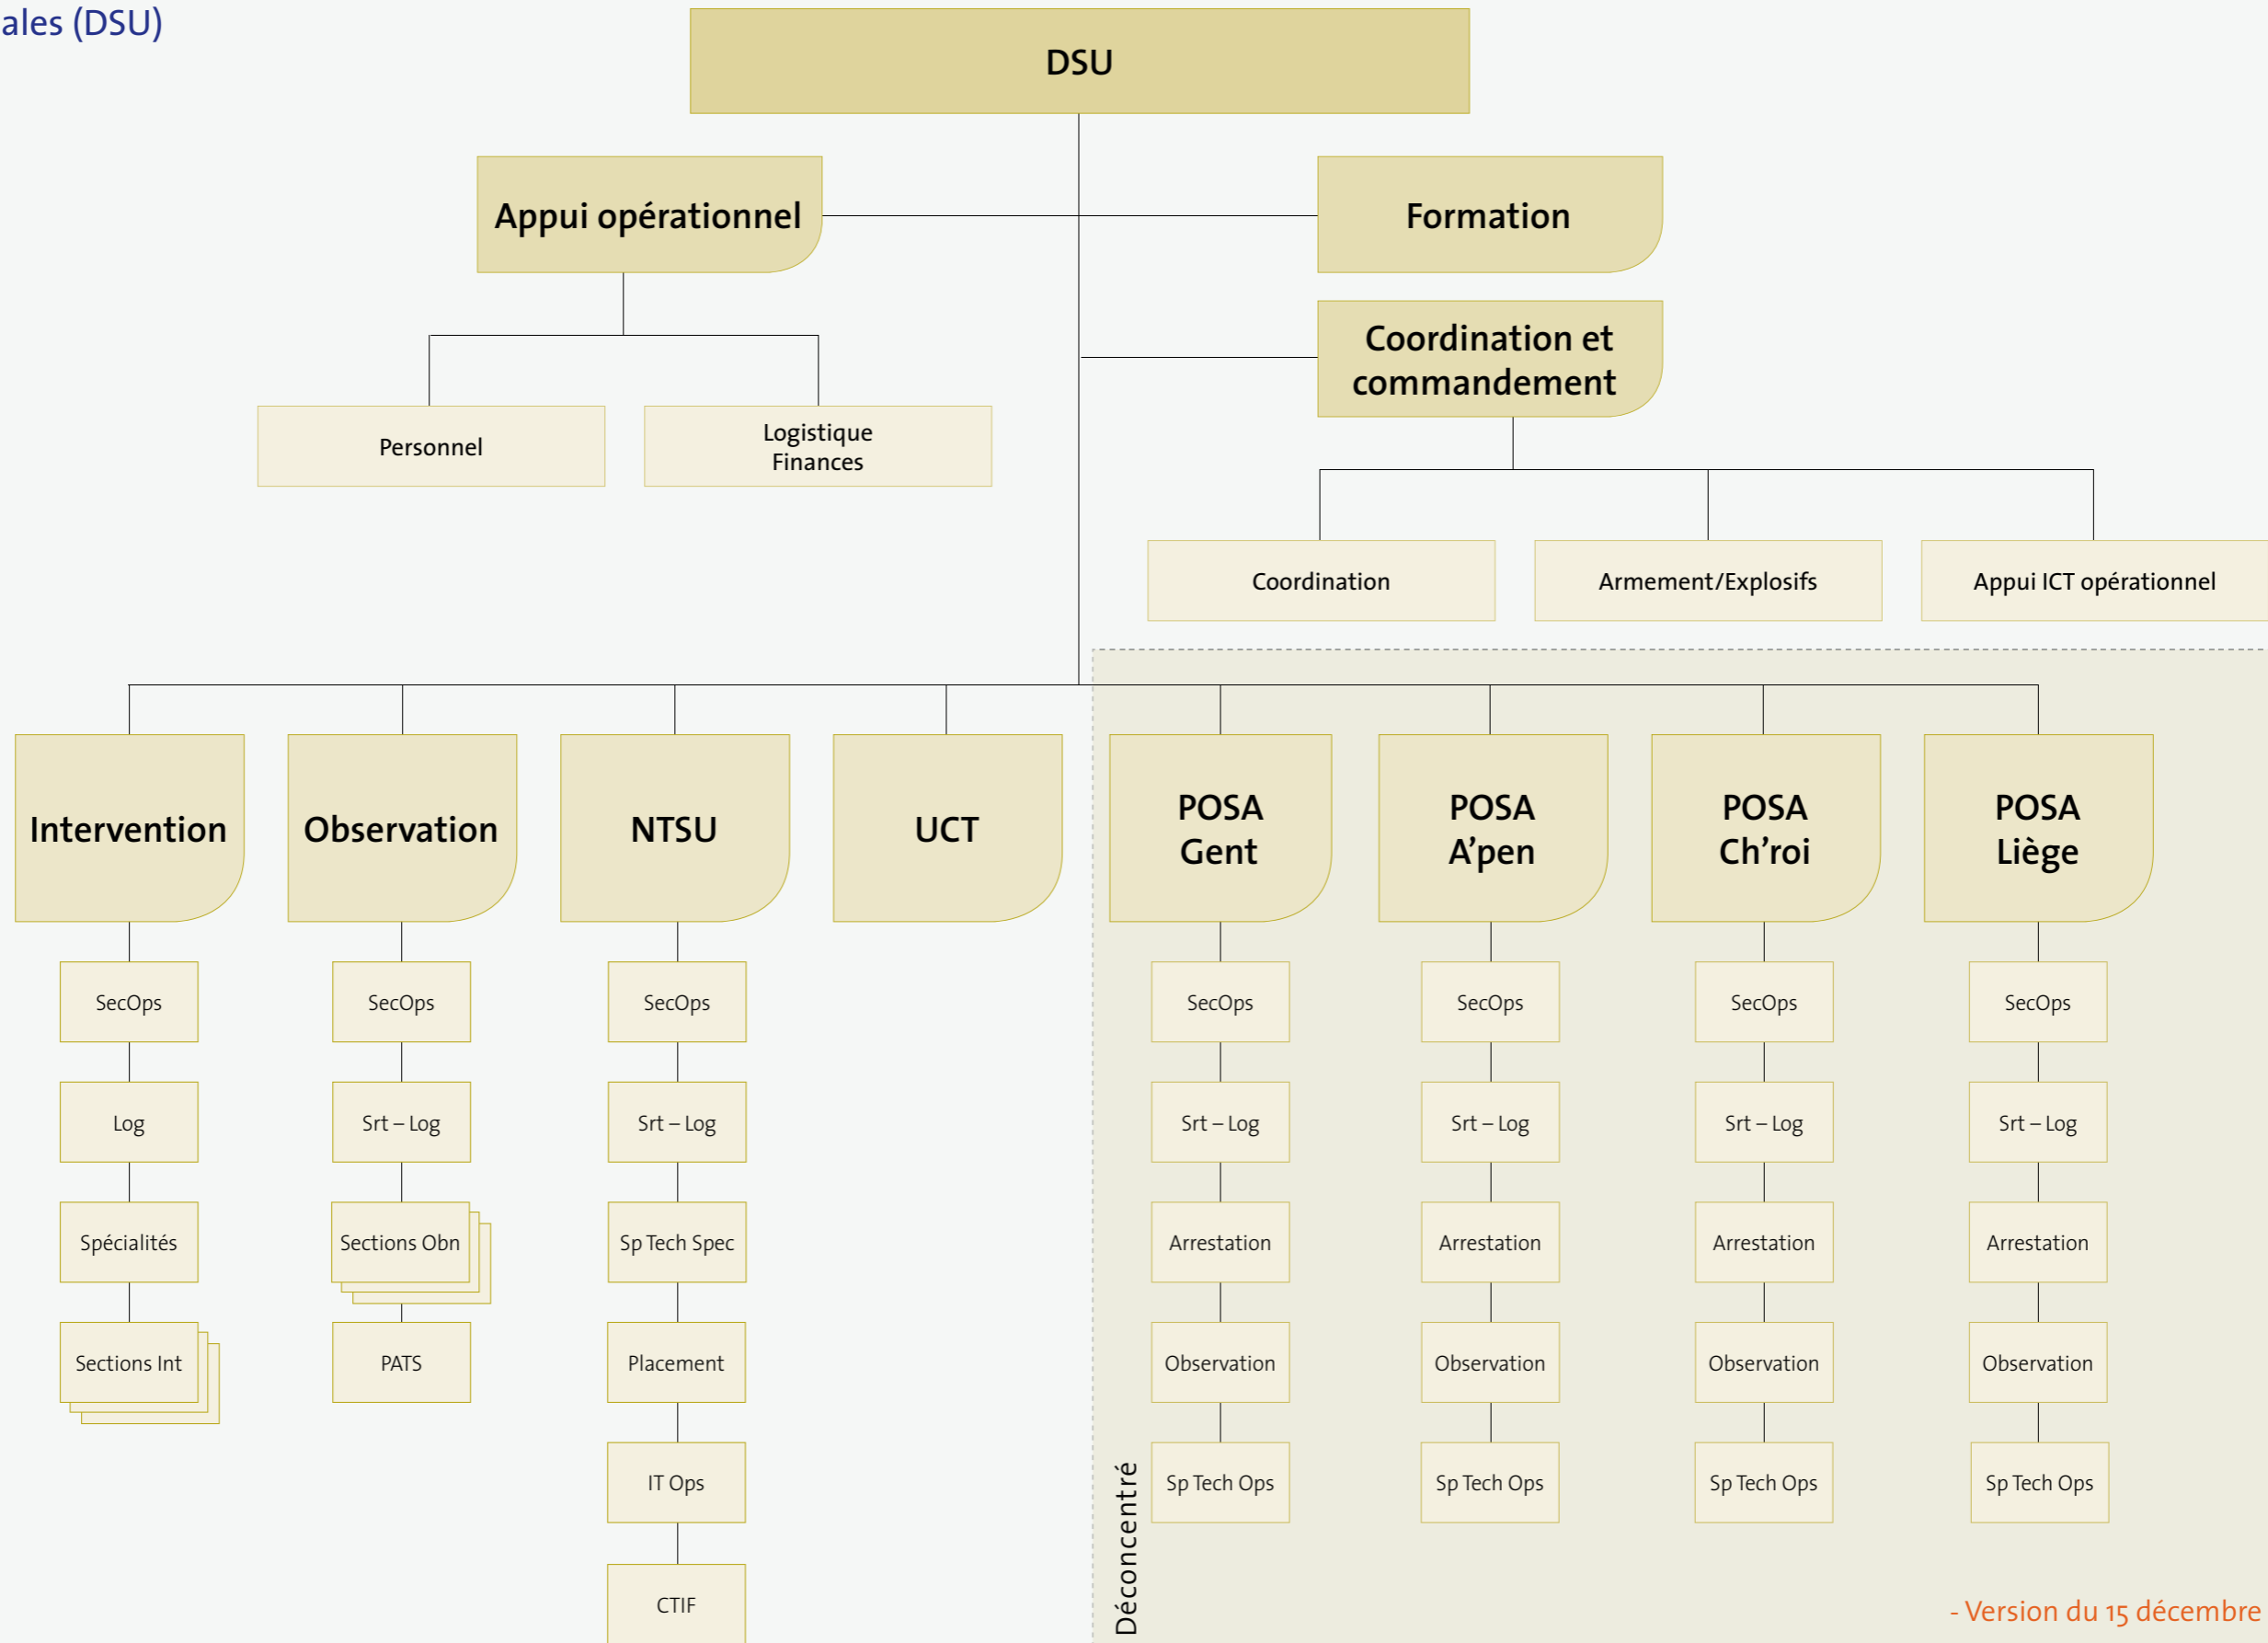 ales (DSU)
DSU
Appui opérationnel
Formation
Coordination et
commandement
Personnel
Logistique
Finances
Coordination
Armement/Explosifs
Appui ICT opérationnel
Intervention
Observation
NTSU
UCT
POSA
Gent
POSA
A’pen
POSA
Ch’roi
POSA
Liège
SecOps
SecOps
SecOps
SecOps
SecOps
SecOps
SecOps
Log
Srt – Log
Srt – Log
Srt – Log
Srt – Log
Srt – Log
Srt – Log
Spécialités
Sections Obn
Sp Tech Spec
Arrestation
Arrestation
Arrestation
Arrestation
Sections Int
PATS
Placement
Observation
Observation
Observation
Observation
IT Ops
Sp Tech Ops
Sp Tech Ops
Sp Tech Ops
Sp Tech Ops
CTIF
Déconcentré
- Version du 15 décembre